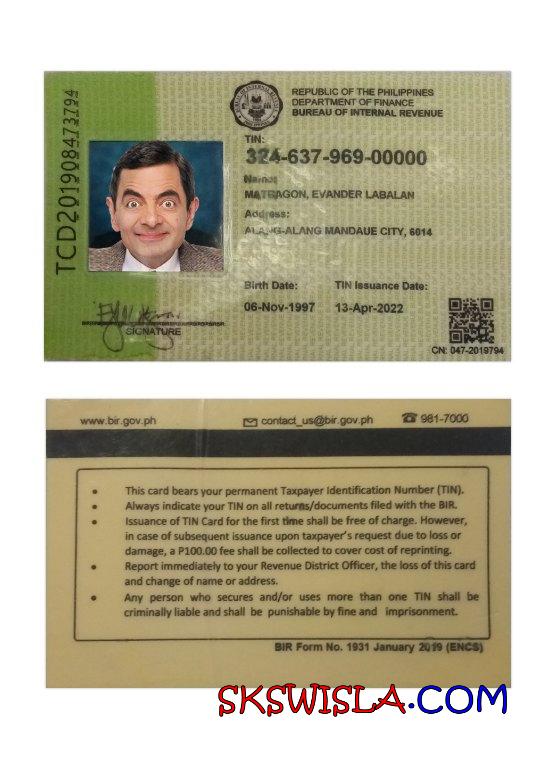 TCD201908473794
REPUBLIC OF THE PHILIPPINES
DEPARTMENT OF FINANCE
BUREAU OF INTERNAL REVENUE
TIN:
374-637-969-00000
Name:
MATBAGON, EVANDER LABALAN
Address:
ALANG-ALANG MANDAUE CITY, 6014
Birth Date: TIN Issuance Date:
06-Nov-1997 13-Apr-2022
SIGNATURE
CN: 047-2019794
www.bir.gov.ph contact_us@bir.gov.ph 981-7000
• This card bears your permanent Taxpayer Identification Number (TIN).
• Always indicate your TIN on all returns/documents filed with the BIR.
• Issuance of TIN Card for the first time shall be free of charge. However,
in case of subsequent issuance upon taxpayer's request due to loss or
damage, a P100.00 fee shall be collected to cover cost of reprinting.
• Report immediately to your Revenue District Officer, the loss of this card
and change of name or address.
• Any person who secures and/or uses more than one TIN shall be
criminally liable and shall be punishable by fine and imprisonment.
BIR Form No. 1931 January 2019 (ENCS)
SKSWISLA.COM